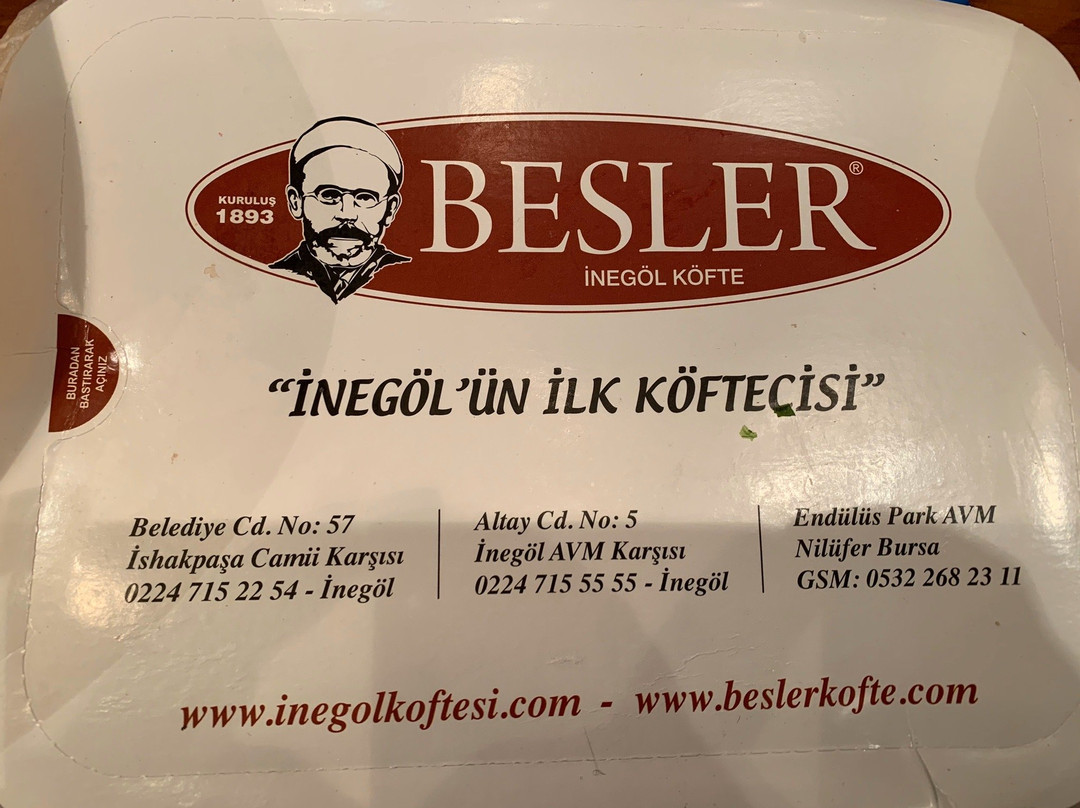 KURULUŞ
1893
BESLER®
İNEGÖL KÖFTE
BURADAN
BASTIRARAK
AÇINIZ
“İNEGÖL’ÜN İLK KÖFTECİSİ”
Belediye Cd. No: 57
İshakpaşa Camii Karşısı
0224 715 22 54 - İnegöl
Altay Cd. No: 5
İnegöl AVM Karşısı
0224 715 55 55 - İnegöl
Endülüs Park AVM
Nilüfer Bursa
GSM: 0532 268 23 11
www.inegolkoftesi.com - www.beslerkofte.com